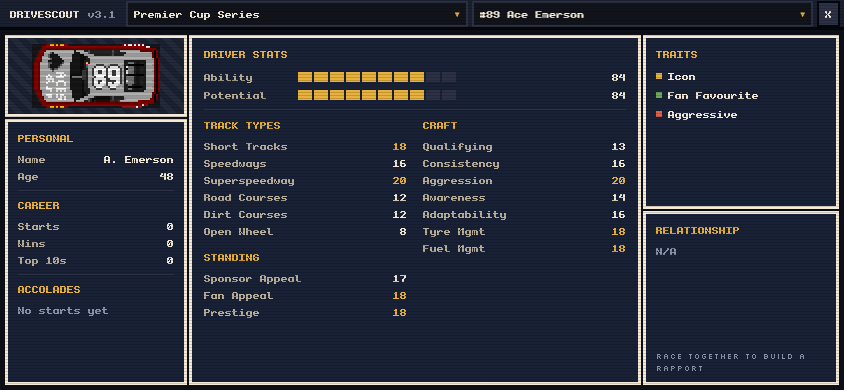 DRIVESCOUT v3.1 Premier Cup Series ▼ #89 Ace Emerson ▼ X
89
ACES
PERSONAL
Name A. Emerson
Age 48
CAREER
Starts 0
Wins 0
Top 10s 0
ACCOLADES
No starts yet
DRIVER STATS
Ability 84
Potential 84
TRACK TYPES
Short Tracks 18
Speedways 16
Superspeedway 20
Road Courses 12
Dirt Courses 12
Open Wheel 8
STANDING
Sponsor Appeal 17
Fan Appeal 18
Prestige 18
CRAFT
Qualifying 13
Consistency 16
Aggression 20
Awareness 14
Adaptability 16
Tyre Mgmt 18
Fuel Mgmt 18
TRAITS
Icon
Fan Favourite
Aggressive
RELATIONSHIP
N/A
RACE TOGETHER TO BUILD A
RAPPORT